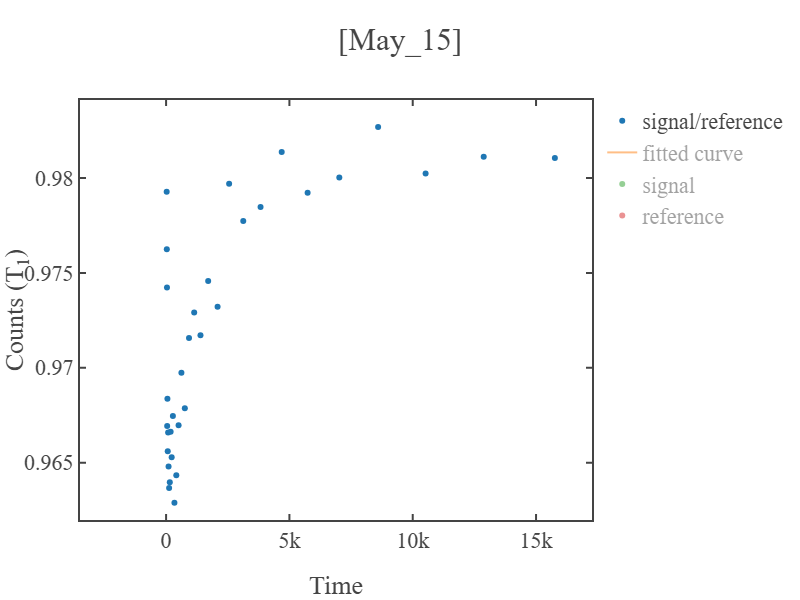 [May_15]
signal/reference
fitted curve
signal
reference
Counts (T1)
0.98
0.975
0.97
0.965
0
5k
10k
15k
Time